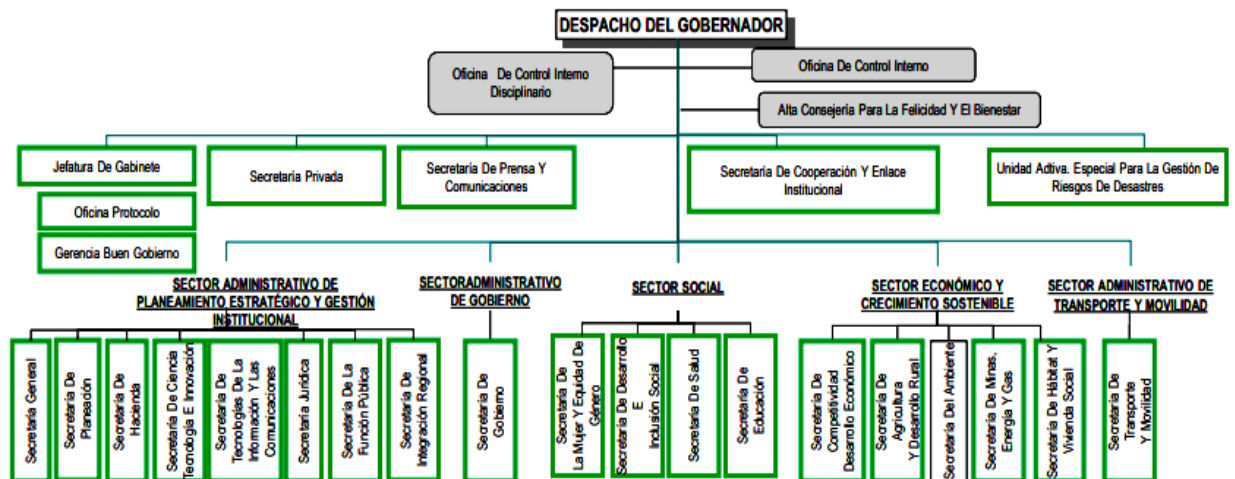 DESPACHO DEL GOBERNADOR
Oficina De Control Interno
Disciplinario
Oficina De Control Interno
Alta Consejería Para La Felicidad Y El Bienestar
Jefatura De Gabinete
Secretaría Privada
Secretaría De Prensa Y
Comunicaciones
Secretaría De Cooperación Y Enlace
Institucional
Unidad Adtiva. Especial Para La Gestión De
Riesgos De Desastres
Oficina Protocolo
Gerencia Buen Gobierno
SECTOR ADMINISTRATIVO DE
PLANEAMIENTO ESTRATÉGICO Y GESTIÓN
INSTITUCIONAL
SECTORADMINISTRATIVO
DE GOBIERNO
SECTOR SOCIAL
SECTOR ECONÓMICO Y
CRECIMIENTO SOSTENIBLE
SECTOR ADMINISTRATIVO DE
TRANSPORTE Y MOVILIDAD
Secretaría General
Secretaría De
Planeación
Secretaría De
Hacienda
Secretaría De Ciencia
Tecnología E Innovación
Secretaría De
Tecnologías De La
Información Y Las
Comunicaciones
Secretaría Jurídica
Secretaría De La
Función Pública
Secretaría De
Integración Regional
Secretaría De
Gobierno
Secretaría De
La Mujer Y Equidad De
Género
Secretaría De Desarrollo
E
Inclusión Social
Secretaría De Salud
Secretaría De
Educación
Secretaría De
Competitividad
Desarrollo Económico
Secretaría De
Agricultura
Y Desarrollo Rural
Secretaría Del Ambiente
Secretaría De Minas,
Energía Y Gas
Secretaría De Hábitat Y
Vivienda Social
Secretaría De
Transporte
Y Movilidad